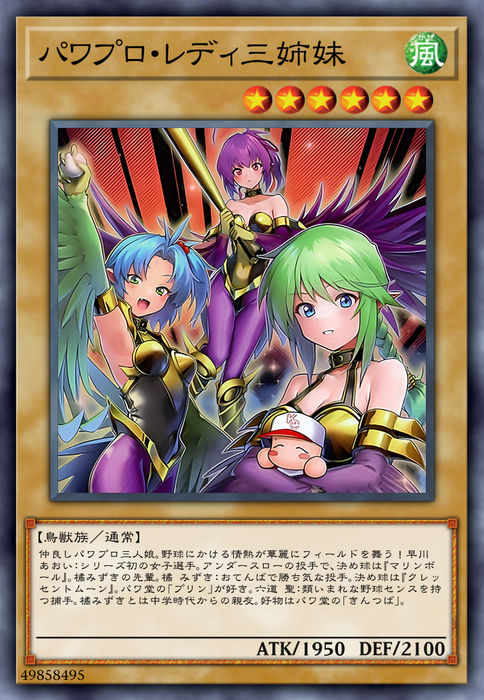 パワプロ・レディ三姉妹
かぜ
風
【鳥獣族／通常】
仲良しパワプロ三人娘。野球にかける情熱が華麗にフィールドを舞う！早川
あおい：シリーズ初の女子選手。アンダースローの投手で、決め球は『マリンボ
ール』。橘みずきの先輩。橘 みずき：おてんばで勝ち気な投手。決め球は『クレッ
セントムーン』。パワ堂の「プリン」が好き。六道 聖：類いまれな野球センスを持
つ捕手。橘みずきとは中学時代からの親友。好物はパワ堂の「きんつば」。
ATK/1950 DEF/2100
49858495